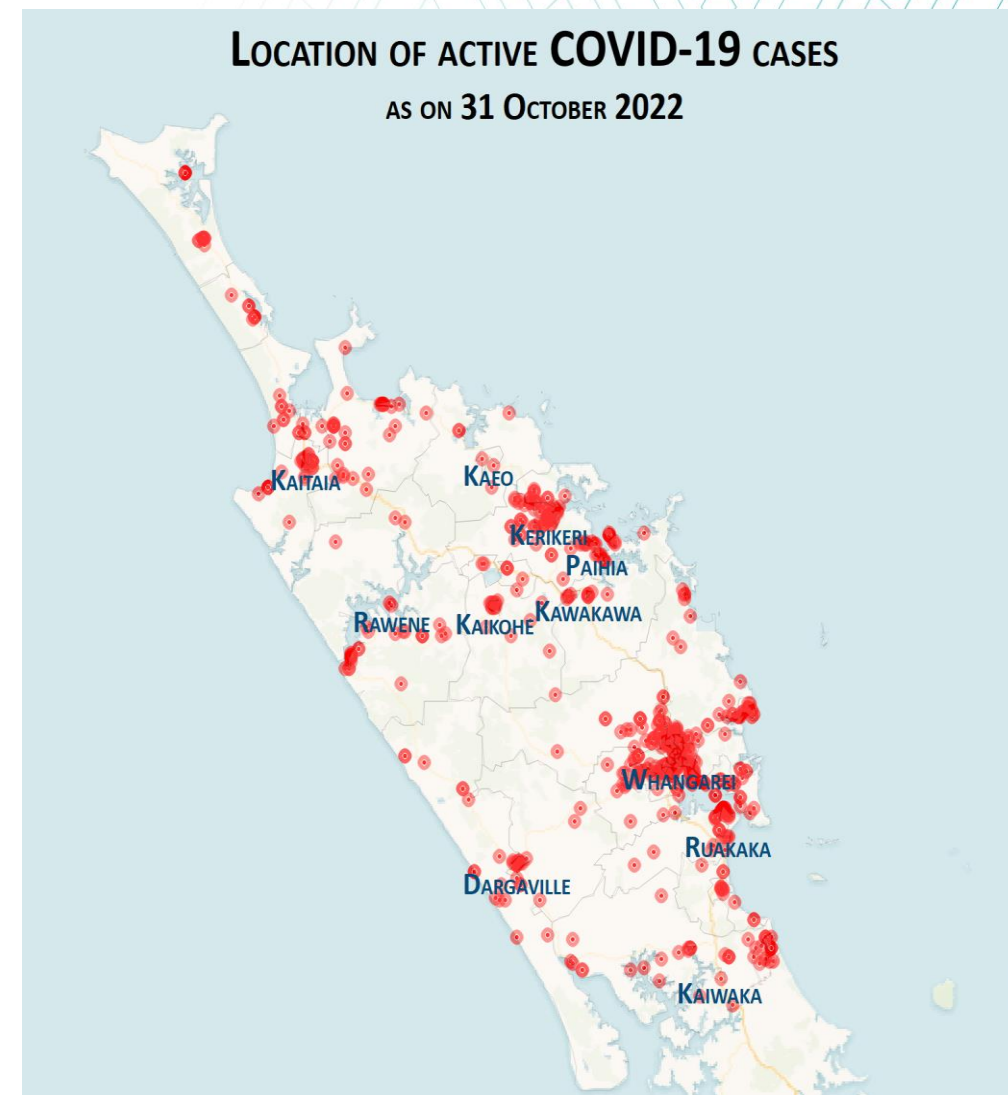 LOCATION OF ACTIVE COVID-19 CASES
AS ON 31 OCTOBER 2022
KAITAIA
KAEO
KERIKERI
PAIHIA
KAWAKAWA
RAWENE
KAIKOHE
WHANGAREI
RUAKAKA
DARGAVILLE
KAIWAKA